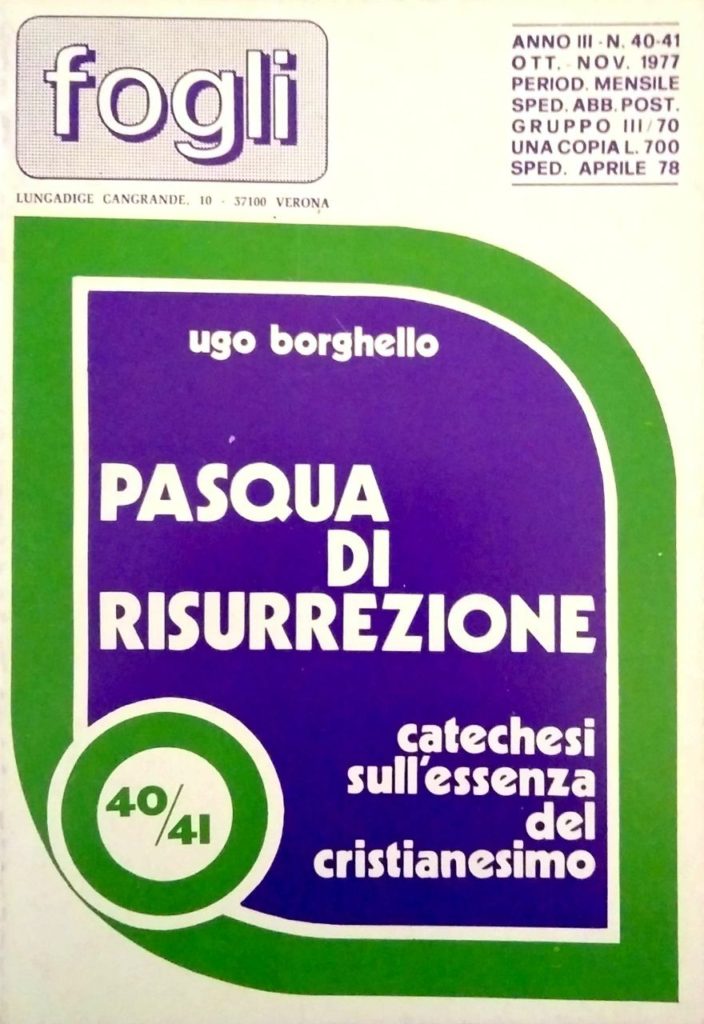 fogli
LUNGADIGE CANGRANDE, 10 - 37100 VERONA
ANNO III - N. 40-41
OTT. - NOV. 1977
PERIOD. MENSILE
SPED. ABB. POST.
GRUPPO III/70
UNA COPIA L. 700
SPED. APRILE 78
ugo borghello
PASQUA
DI
RISURREZIONE
catechesi
sull'essenza
del
cristianesimo
40/
41